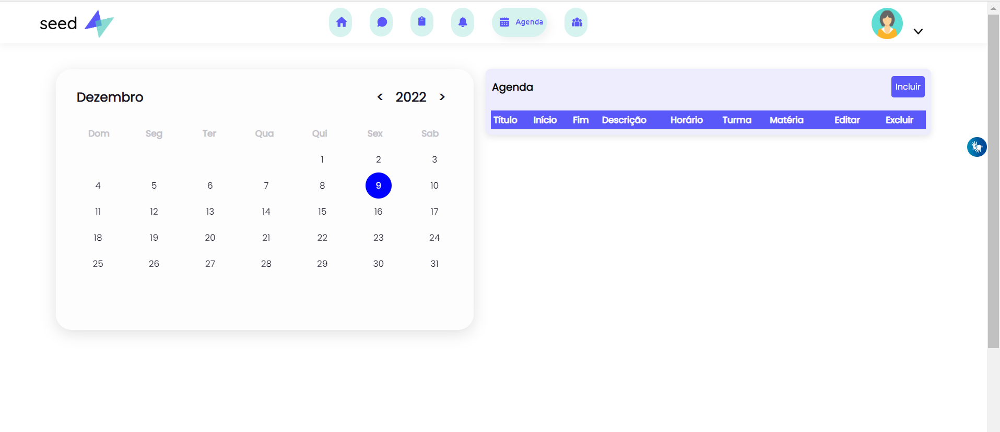 seed
Agenda
Dezembro < 2022 >
Dom Seg Ter Qua Qui Sex Sab
1 2 3
4 5 6 7 8 9 10
11 12 13 14 15 16 17
18 19 20 21 22 23 24
25 26 27 28 29 30 31
Agenda Incluir
Título Início Fim Descrição Horário Turma Matéria Editar Excluir